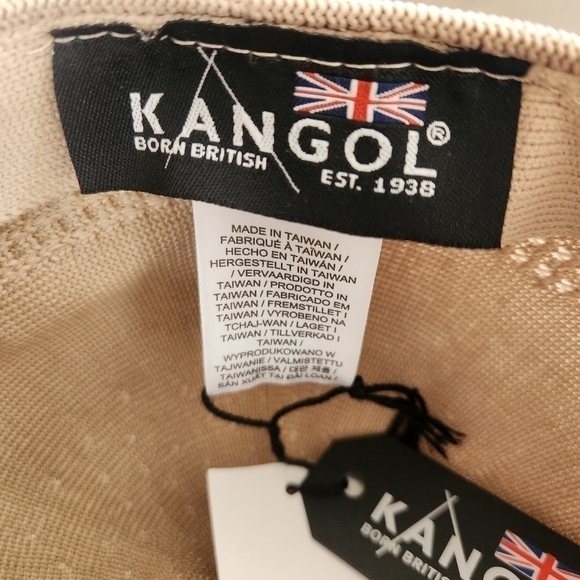 KANGOL®
BORN BRITISH
EST. 1938
MADE IN TAIWAN /
FABRIQUÉ À TAÏWAN /
HECHO EN TAIWÁN /
HERGESTELLT IN TAIWAN
/ VERVAARDIGD IN
TAIWAN / PRODOTTO IN
TAIWAN / FABRICADO EM
TAIWAN / FREMSTILLET I
TAIWAN / VYROBENO NA
TCHAJ-WAN / LAGET I
TAIWAN / TILLVERKAD I
TAIWAN /
WYPRODUKOWANO W
TAJWANIE / VALMISTETTU
TAIWANISSA / 대만 제품 /
SẢN XUẤT TẠI ĐÀI LOAN /
KANG
BORN BRITISH